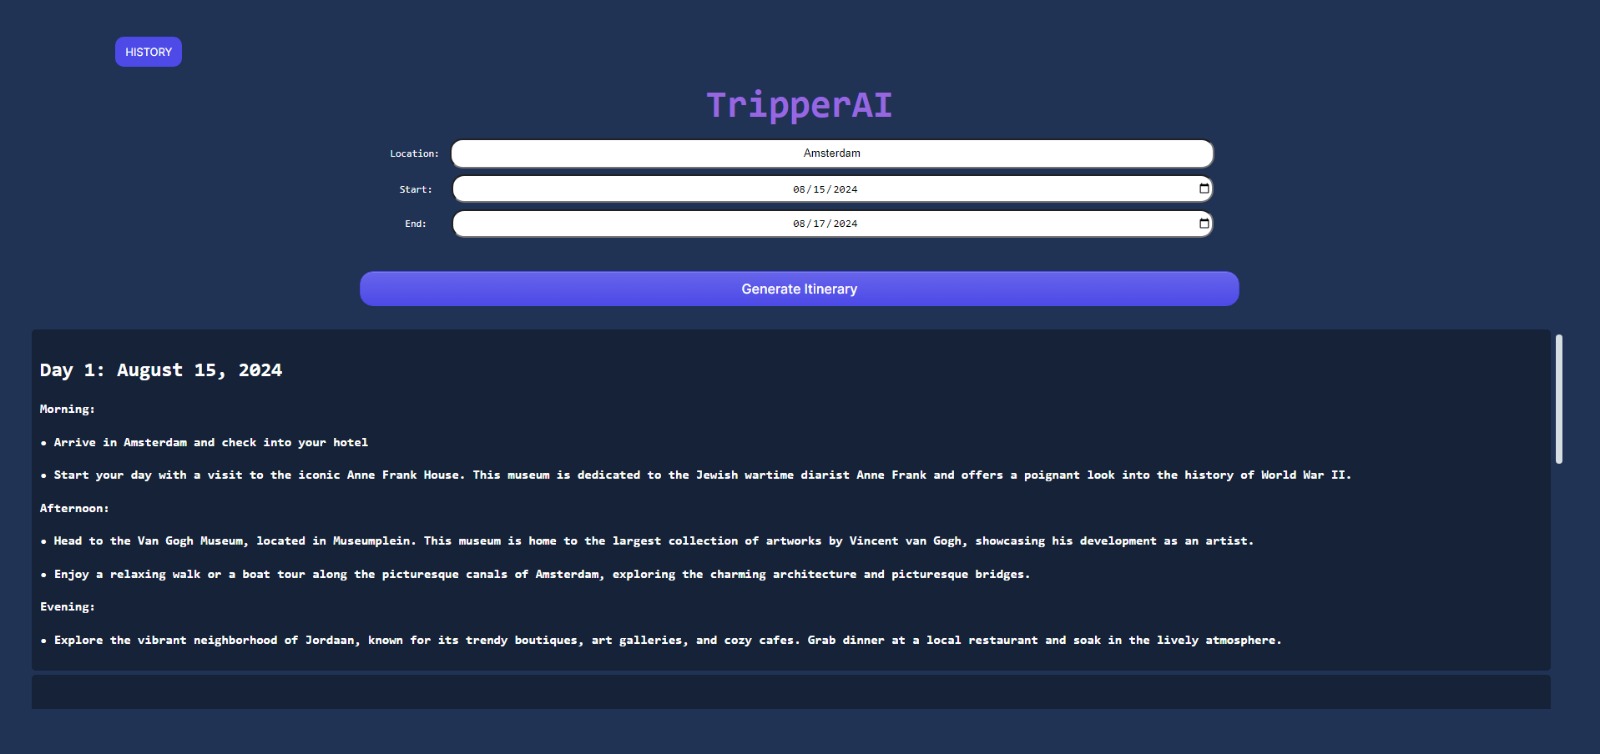 HISTORY
TripperAI
Location: Amsterdam
Start: 08/15/2024
End: 08/17/2024
Generate Itinerary
Day 1: August 15, 2024
Morning:
• Arrive in Amsterdam and check into your hotel
• Start your day with a visit to the iconic Anne Frank House. This museum is dedicated to the Jewish wartime diarist Anne Frank and offers a poignant look into the history of World War II.
Afternoon:
• Head to the Van Gogh Museum, located in Museumplein. This museum is home to the largest collection of artworks by Vincent van Gogh, showcasing his development as an artist.
• Enjoy a relaxing walk or a boat tour along the picturesque canals of Amsterdam, exploring the charming architecture and picturesque bridges.
Evening:
• Explore the vibrant neighborhood of Jordaan, known for its trendy boutiques, art galleries, and cozy cafes. Grab dinner at a local restaurant and soak in the lively atmosphere.